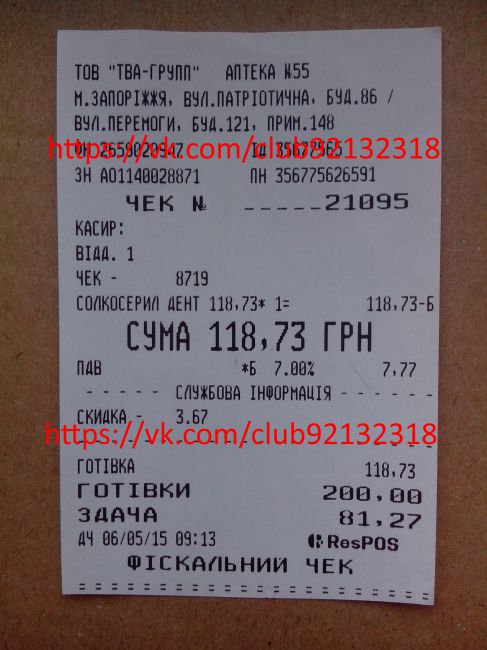 ТОВ "ТВА-ГРУПП" АПТЕКА №55
М.ЗАПОРІЖЖЯ, ВУЛ.ПАТРІОТИЧНА, БУД.86 /
ВУЛ.ПЕРЕМОГИ, БУД.121, ПРИМ.148
https://vk.com/club92132318
ЗН АО1140028871 ПН 356775626591
ЧЕК № _____21095
КАСИР:
ВІДД. 1
ЧЕК - 8719
СОЛКОСЕРИЛ ДЕНТ 118,73* 1= 118,73-Б
СУМА 118,73 ГРН
ПДВ *Б 7.00% 7,77
- - - - - СЛУЖБОВА ІНФОРМАЦІЯ - - - - - -
СКИДКА - 3.67
https://vk.com/club92132318
ГОТІВКА 118,73
ГОТІВКИ 200,00
ЗДАЧА 81,27
ДЧ 06/05/15 09:13 ResPOS
ФІСКАЛЬНИЙ ЧЕК